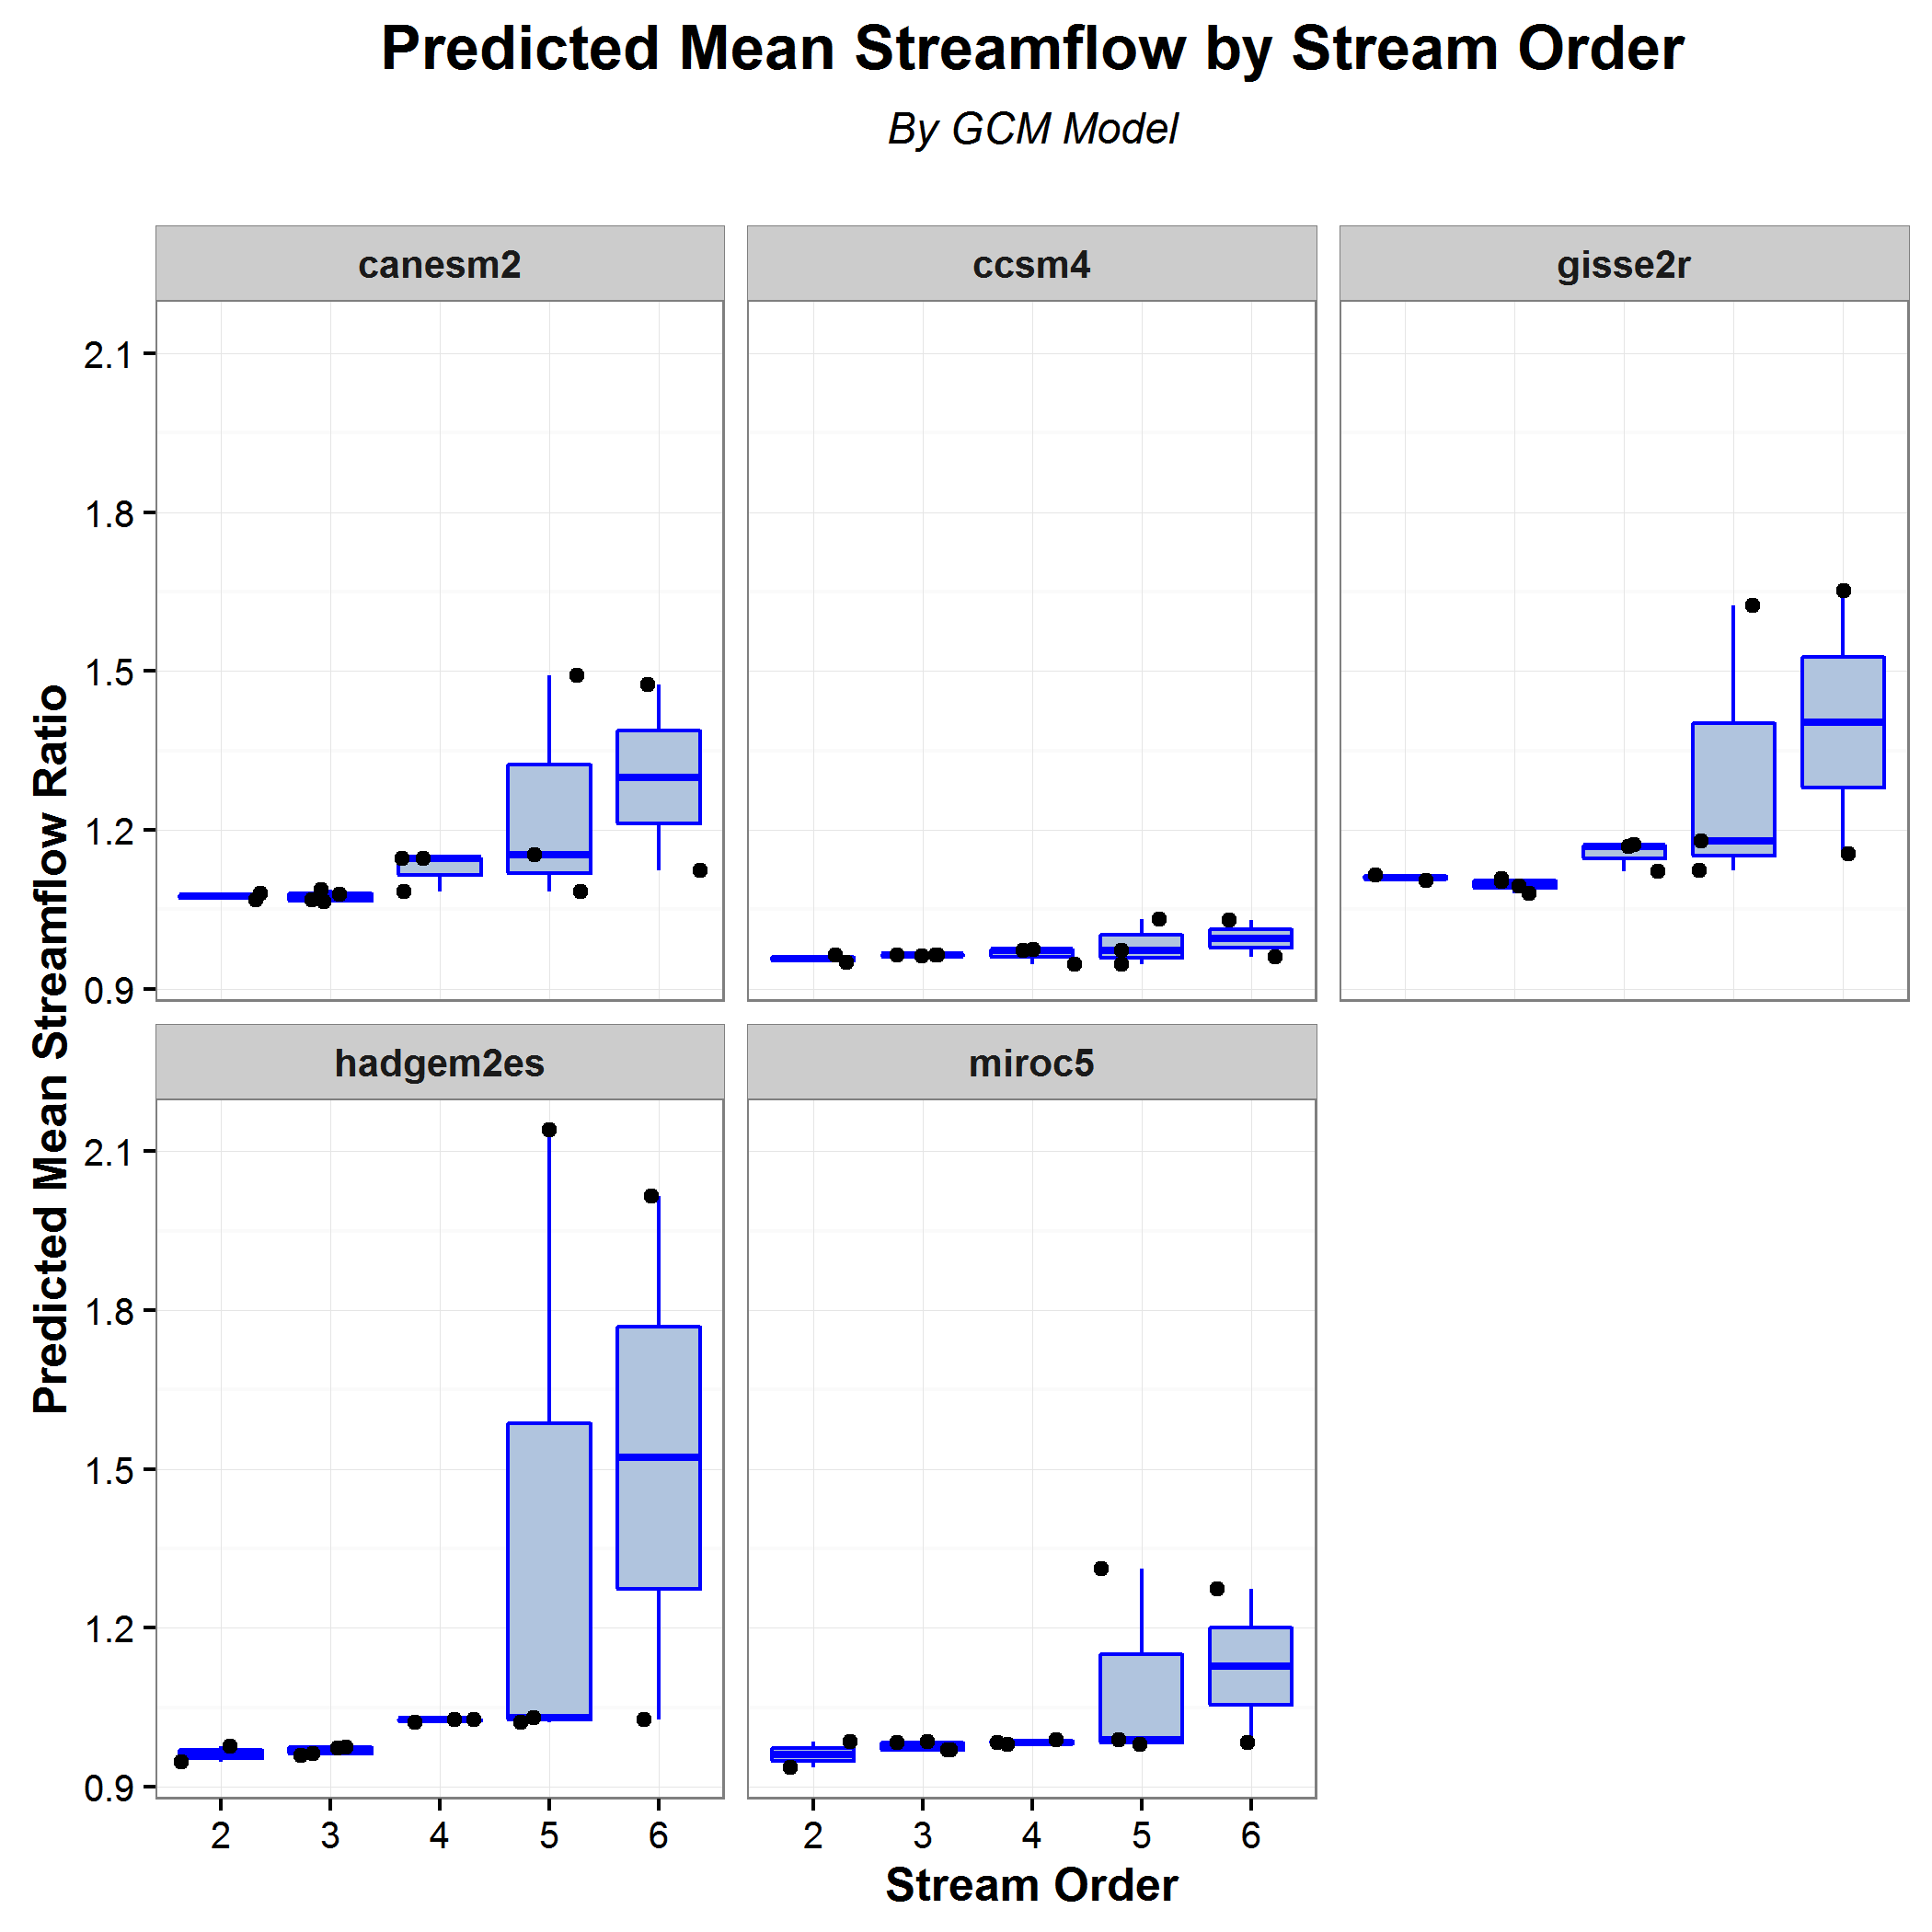 Predicted Mean Streamflow by Stream Order
By GCM Model
canesm2
ccsm4
gisse2r
2.1
1.8
1.5
1.2
0.9
Predicted Mean Streamflow Ratio
hadgem2es
miroc5
2.1
1.8
1.5
1.2
0.9
2 3 4 5 6
2 3 4 5 6
Stream Order